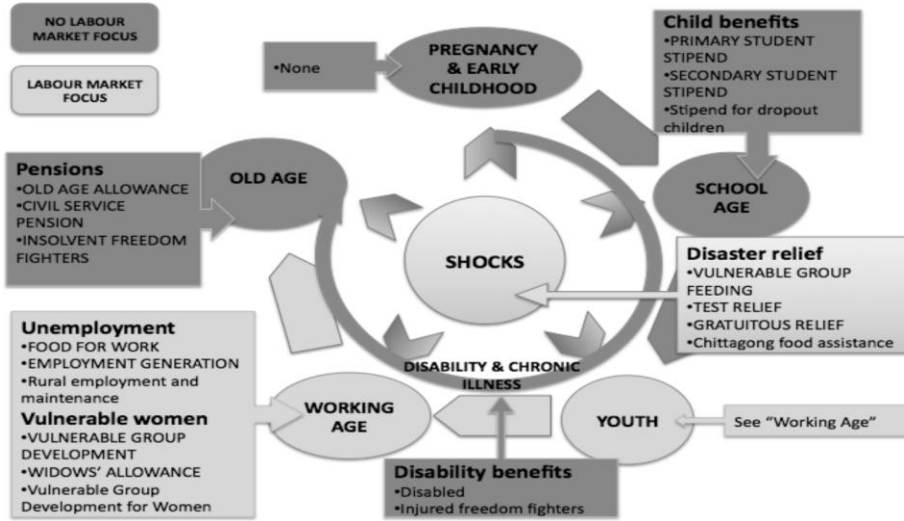 NO LABOUR
MARKET FOCUS
LABOUR MARKET
FOCUS
•None
PREGNANCY
& EARLY
CHILDHOOD
Child benefits
•PRIMARY STUDENT
STIPEND
•SECONDARY STUDENT
STIPEND
•Stipend for dropout
children
Pensions
•OLD AGE ALLOWANCE
•CIVIL SERVICE
PENSION
•INSOLVENT FREEDOM
FIGHTERS
OLD AGE
SCHOOL
AGE
SHOCKS
Disaster relief
•VULNERABLE GROUP
FEEDING
•TEST RELIEF
•GRATUITOUS RELIEF
•Chittagong food assistance
Unemployment
•FOOD FOR WORK
•EMPLOYMENT GENERATION
•Rural employment and
maintenance
Vulnerable women
•VULNERABLE GROUP
DEVELOPMENT
•WIDOWS' ALLOWANCE
•Vulnerable Group
Development for Women
DISABILITY & CHRONIC
ILLNESS
WORKING
AGE
YOUTH
See "Working Age"
Disability benefits
•Disabled
•Injured freedom fighters